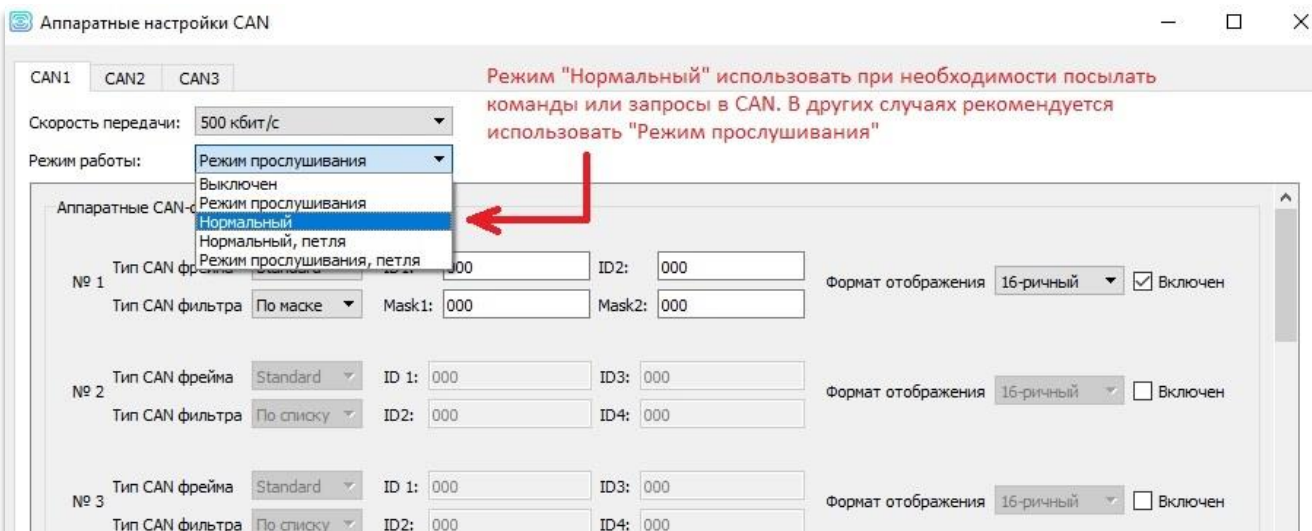 Аппаратные настройки CAN
CAN1 CAN2 CAN3
Режим "Нормальный" использовать при необходимости посылать
команды или запросы в CAN. В других случаях рекомендуется
использовать "Режим прослушивания"
Скорость передачи: 500 кбит/с
Режим работы: Режим прослушивания
Выключен
Режим прослушивания
Нормальный
Нормальный, петля
Режим прослушивания, петля
Аппаратные CAN-
№ 1
Тип CAN фрейма 000 ID2: 000
Тип CAN фильтра По маске Mask1: 000 Mask2: 000
Формат отображения 16-ричный Включен
№ 2
Тип CAN фрейма Standard ID 1: 000 ID3: 000
Тип CAN фильтра По списку ID2: 000 ID4: 000
Формат отображения 16-ричный Включен
№ 3
Тип CAN фрейма Standard ID 1: 000 ID3: 000
Тип CAN фильтра По списку ID2: 000 ID4: 000
Формат отображения 16-ричный Включен